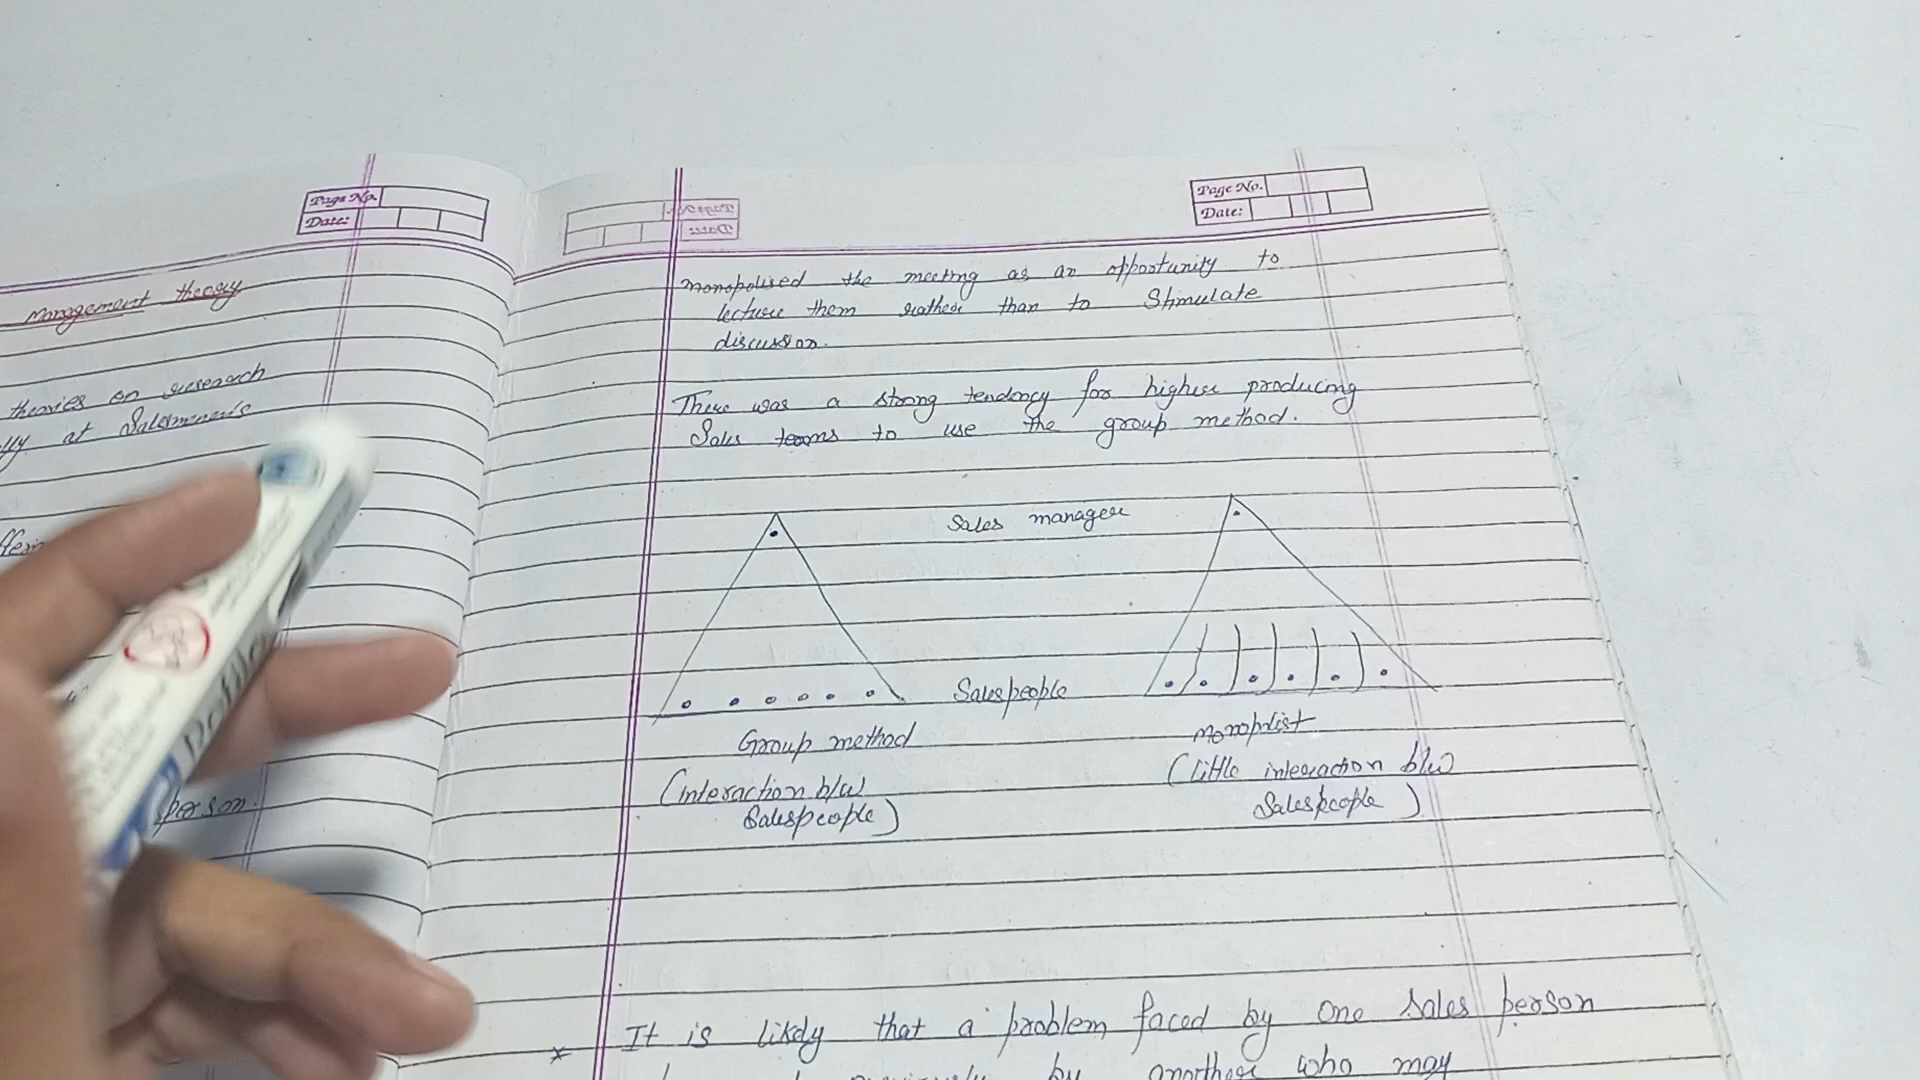 Page No.
Date:
Management theory
theories on research
lly at Salesmen's
person.
Page No.
Date:
monopolised the meeting as an opportunity to
lecture them rather than to Stimulate
discussion.
There was a strong tendency for higher producing
Sales teams to use the group method.
Sales manager
Salespeople
Group method
(interaction b/w
Salespeople)
monoplist
(little interaction b/w
Salespeople)
* It is likely that a problem faced by one sales person
by another who may